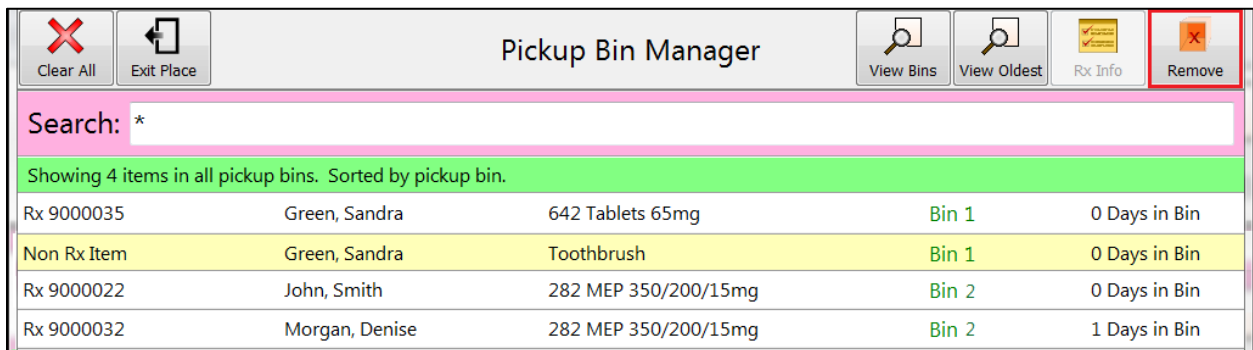 Clear All Exit Place Pickup Bin Manager View Bins View Oldest Rx Info Remove
Search: *
Showing 4 items in all pickup bins. Sorted by pickup bin.
Rx 9000035 Green, Sandra 642 Tablets 65mg Bin 1 0 Days in Bin
Non Rx Item Green, Sandra Toothbrush Bin 1 0 Days in Bin
Rx 9000022 John, Smith 282 MEP 350/200/15mg Bin 2 0 Days in Bin
Rx 9000032 Morgan, Denise 282 MEP 350/200/15mg Bin 2 1 Days in Bin